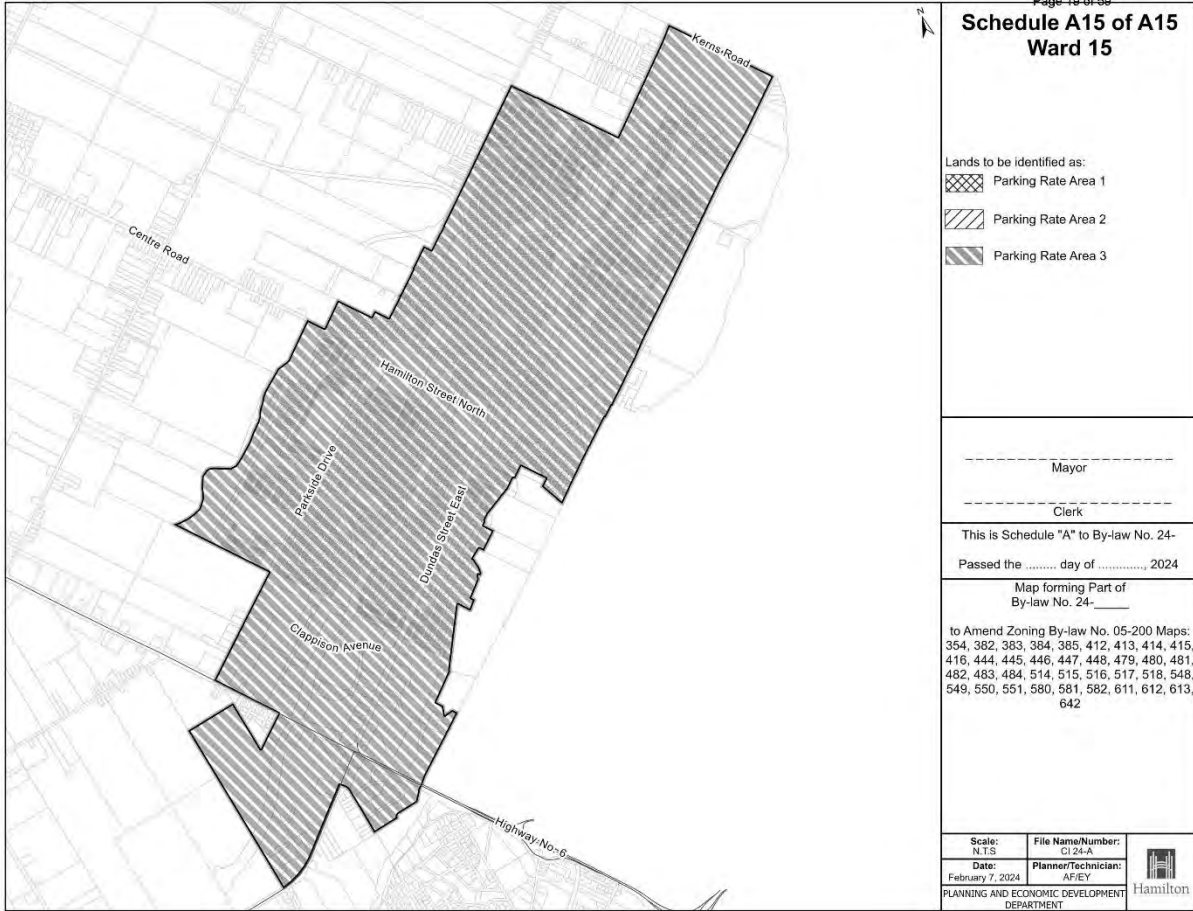 Page 19 of 59
Schedule A15 of A15
Ward 15
Lands to be identified as:
Parking Rate Area 1
Parking Rate Area 2
Parking Rate Area 3
Mayor
Clerk
This is Schedule "A" to By-law No. 24-
Passed the ......... day of ............., 2024
Map forming Part of
By-law No. 24-_____
to Amend Zoning By-law No. 05-200 Maps:
354, 382, 383, 384, 385, 412, 413, 414, 415,
416, 444, 445, 446, 447, 448, 479, 480, 481,
482, 483, 484, 514, 515, 516, 517, 518, 548,
549, 550, 551, 580, 581, 582, 611, 612, 613,
642
Scale:
N.T.S
File Name/Number:
CI 24-A
Date:
February 7, 2024
Planner/Technician:
AF/EY
PLANNING AND ECONOMIC DEVELOPMENT
DEPARTMENT
Hamilton
N
Kerns Road
Centre Road
Hamilton Street North
Parkside Drive
Dundas Street East
Clappison Avenue
Highway No. 6